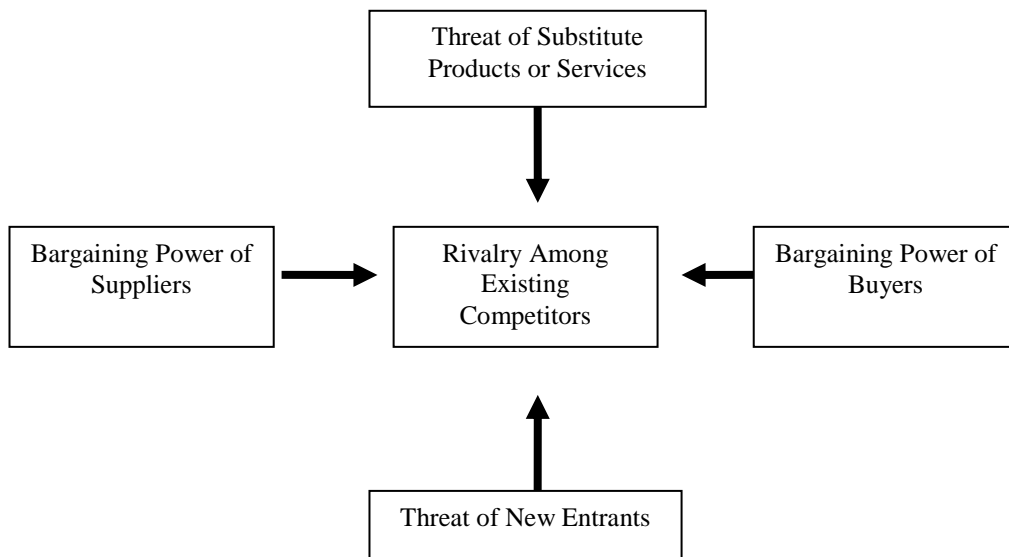 Threat of Substitute
Products or Services
Bargaining Power of
Suppliers
Rivalry Among
Existing
Competitors
Bargaining Power of
Buyers
Threat of New Entrants